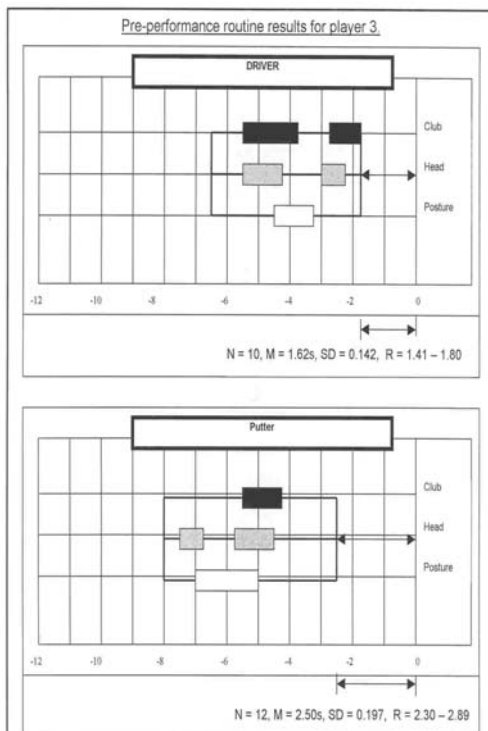 Pre-performance routine results for player 3.
DRIVER
Club
Head
Posture
-12 -10 -8 -6 -4 -2 0
N = 10, M = 1.62s, SD = 0.142, R = 1.41 – 1.80
Putter
Club
Head
Posture
-12 -10 -8 -6 -4 -2 0
N = 12, M = 2.50s, SD = 0.197, R = 2.30 – 2.89